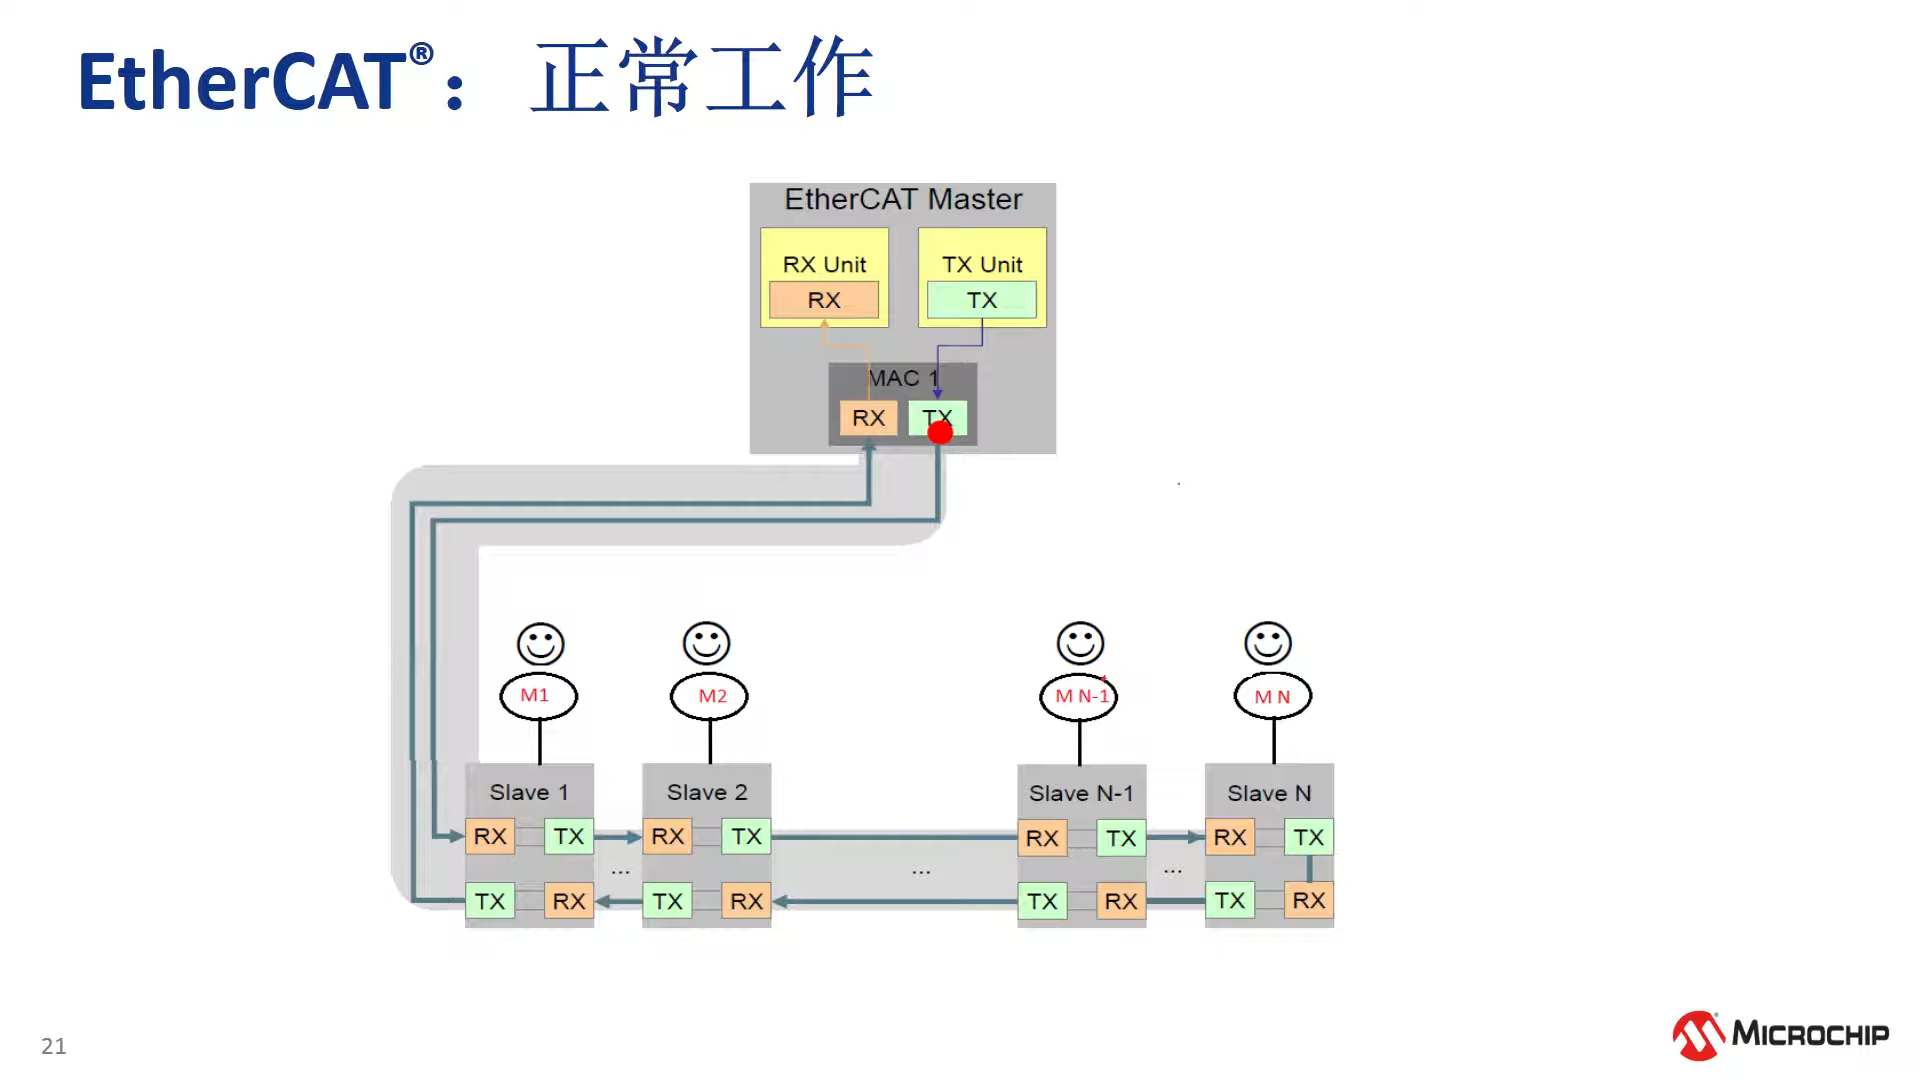 EtherCAT®：正常工作
EtherCAT Master
RX Unit
TX Unit
RX
TX
MAC 1
RX
TX
M1
M2
M N-1
M N
Slave 1
Slave 2
Slave N-1
Slave N
RX
TX
RX
TX
RX
TX
RX
TX
...
...
...
TX
RX
TX
RX
TX
RX
TX
RX
21
MICROCHIP